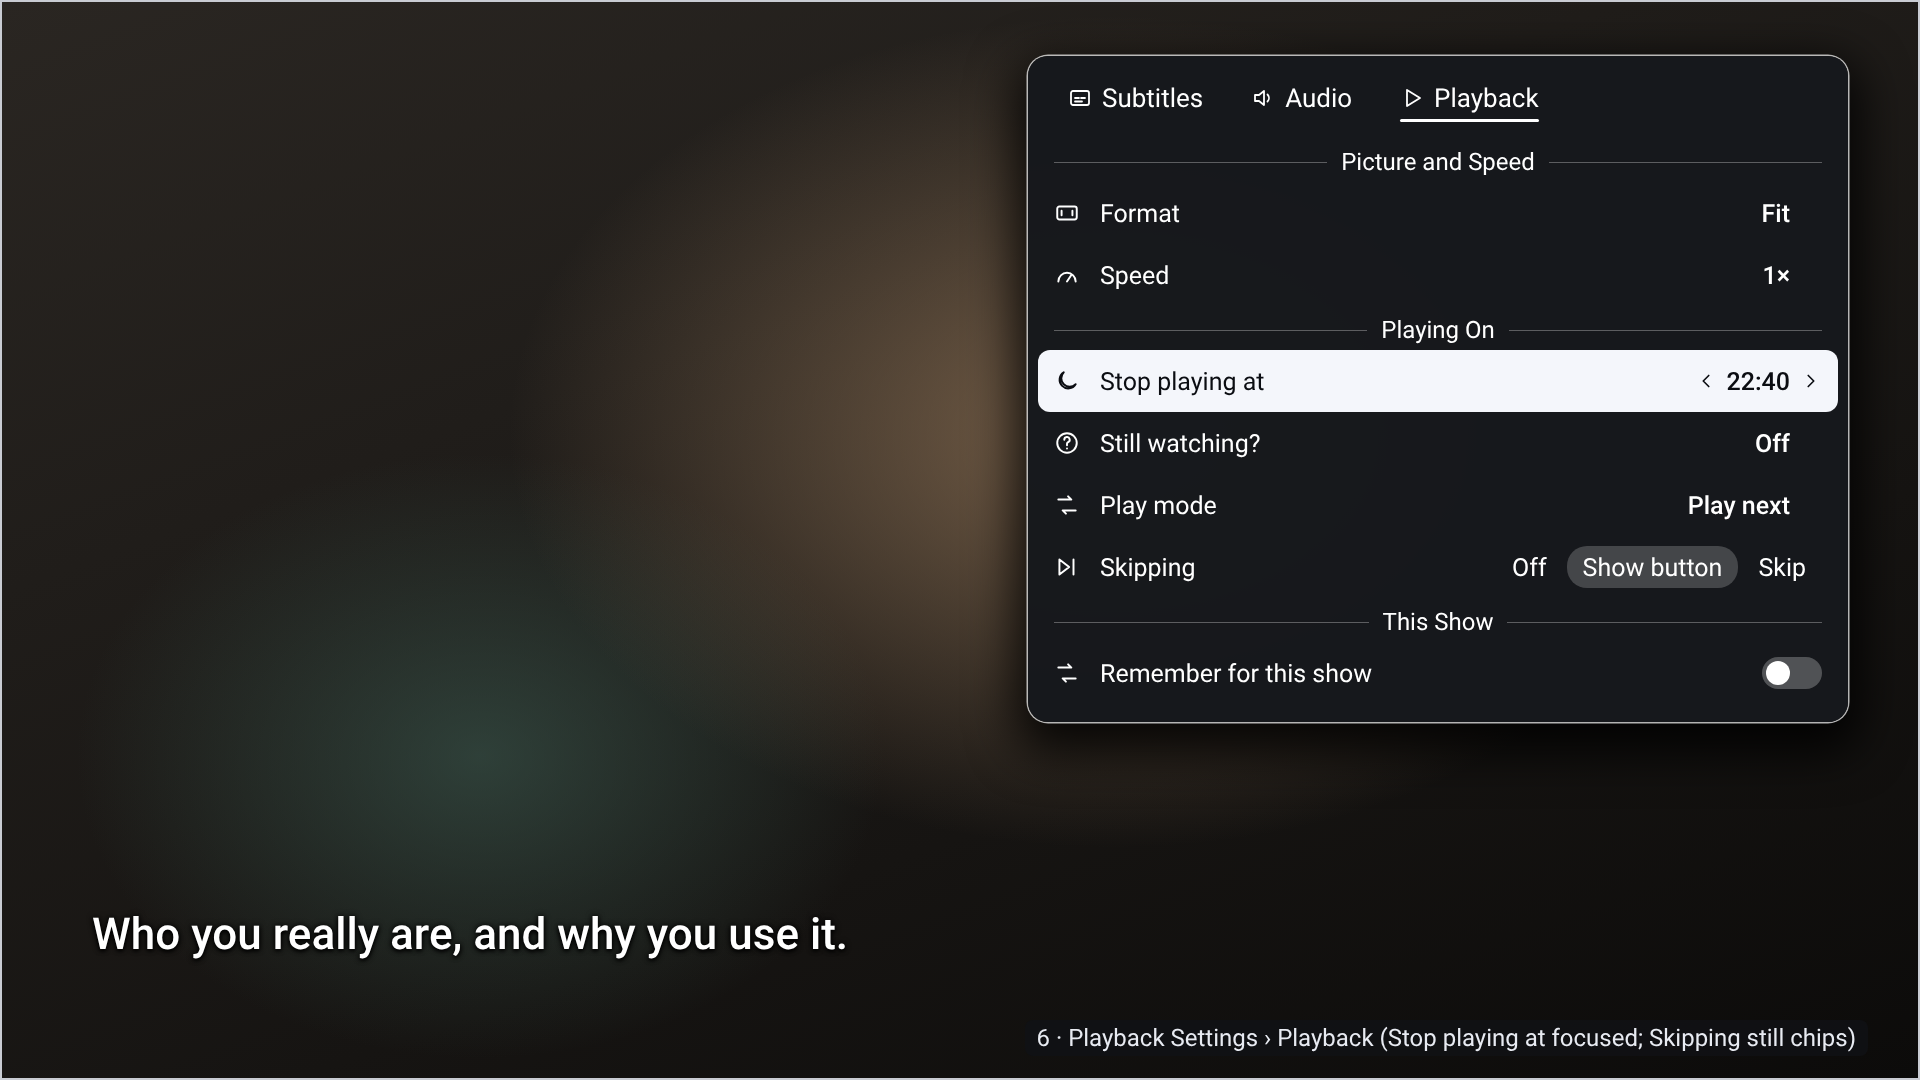 Subtitles Audio Playback
Picture and Speed
Format Fit
Speed 1×
Playing On
Stop playing at 22:40
Still watching? Off
Play mode Play next
Skipping Off Show button Skip
This Show
Remember for this show
Who you really are, and why you use it.
6 · Playback Settings › Playback (Stop playing at focused; Skipping still chips)